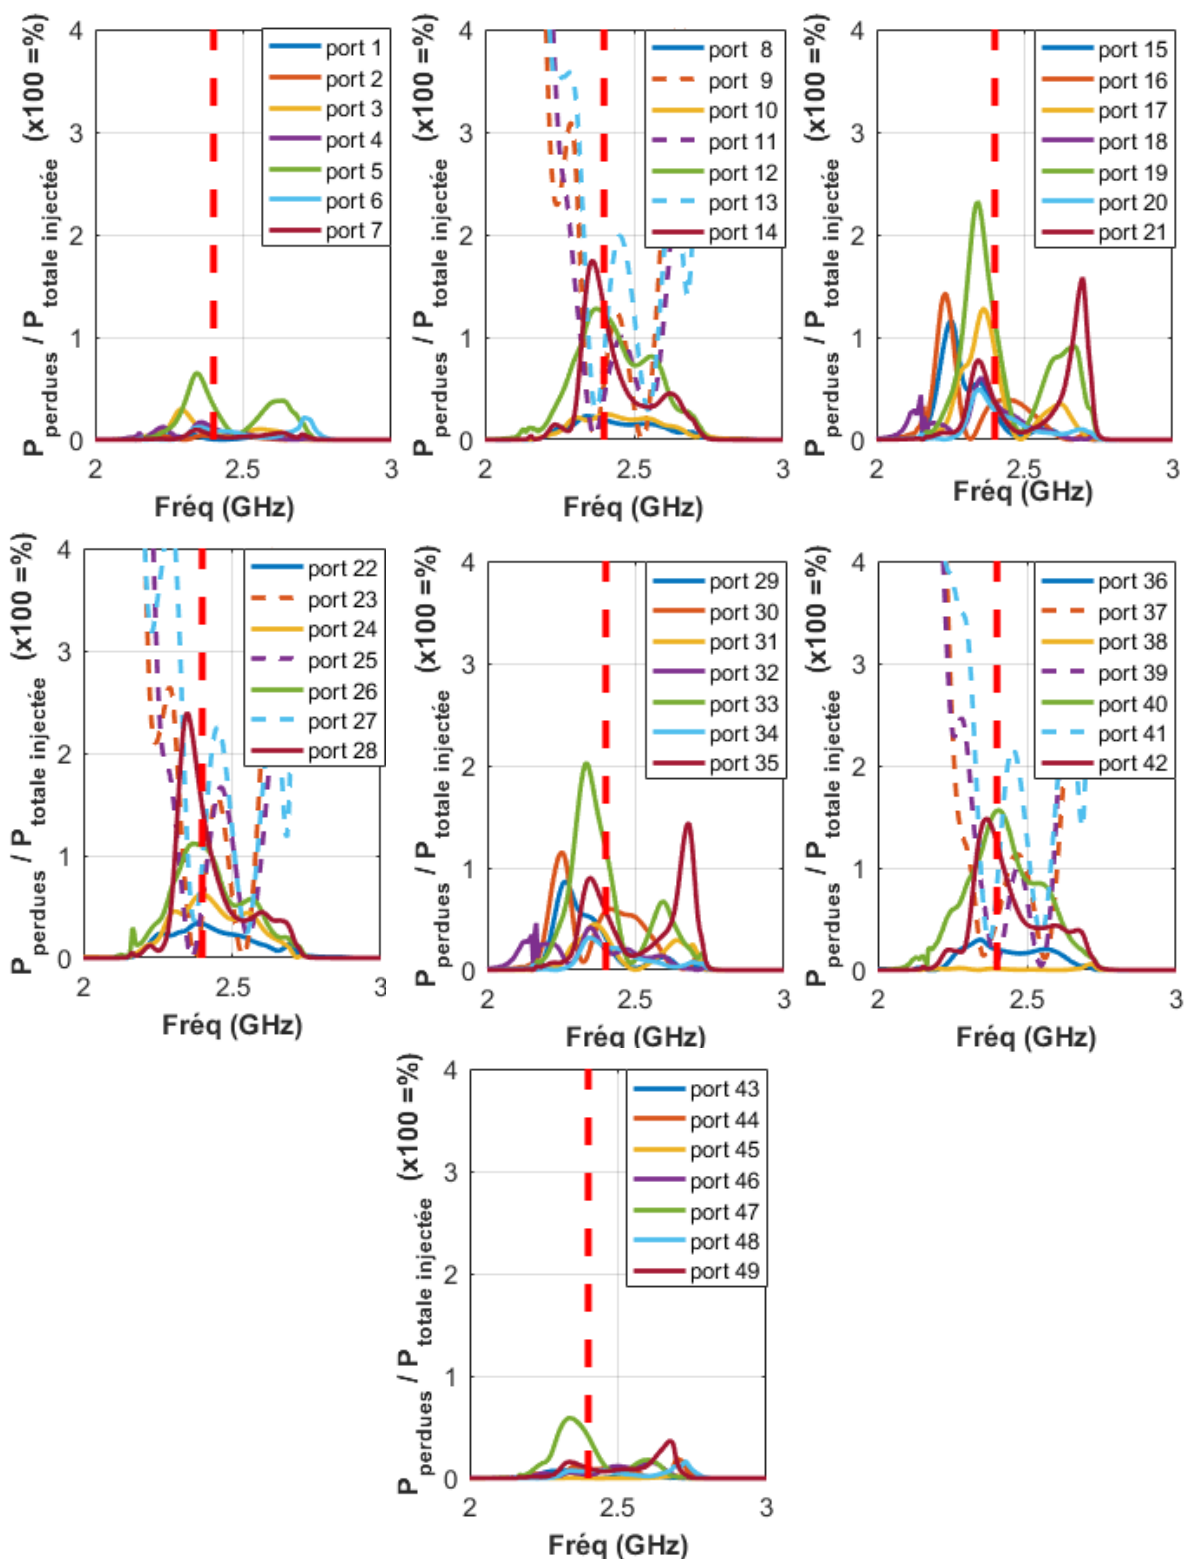 P perdues / P totale injectée (x100 =%)
4
3
2
1
0
2
2.5
3
Fréq (GHz)
port 1
port 2
port 3
port 4
port 5
port 6
port 7
P perdues / P totale injectée (x100 =%)
4
3
2
1
0
2
2.5
3
Fréq (GHz)
port 8
port 9
port 10
port 11
port 12
port 13
port 14
P perdues / P totale injectée (x100 =%)
4
3
2
1
0
2
2.5
3
Fréq (GHz)
port 15
port 16
port 17
port 18
port 19
port 20
port 21
P perdues / P totale injectée (x100 =%)
4
3
2
1
0
2
2.5
3
Fréq (GHz)
port 22
port 23
port 24
port 25
port 26
port 27
port 28
P perdues / P totale injectée (x100 =%)
4
3
2
1
0
2
2.5
3
Fréq (GHz)
port 29
port 30
port 31
port 32
port 33
port 34
port 35
P perdues / P totale injectée (x100 =%)
4
3
2
1
0
2
2.5
3
Fréq (GHz)
port 36
port 37
port 38
port 39
port 40
port 41
port 42
P perdues / P totale injectée (x100 =%)
4
3
2
1
0
2
2.5
3
Fréq (GHz)
port 43
port 44
port 45
port 46
port 47
port 48
port 49